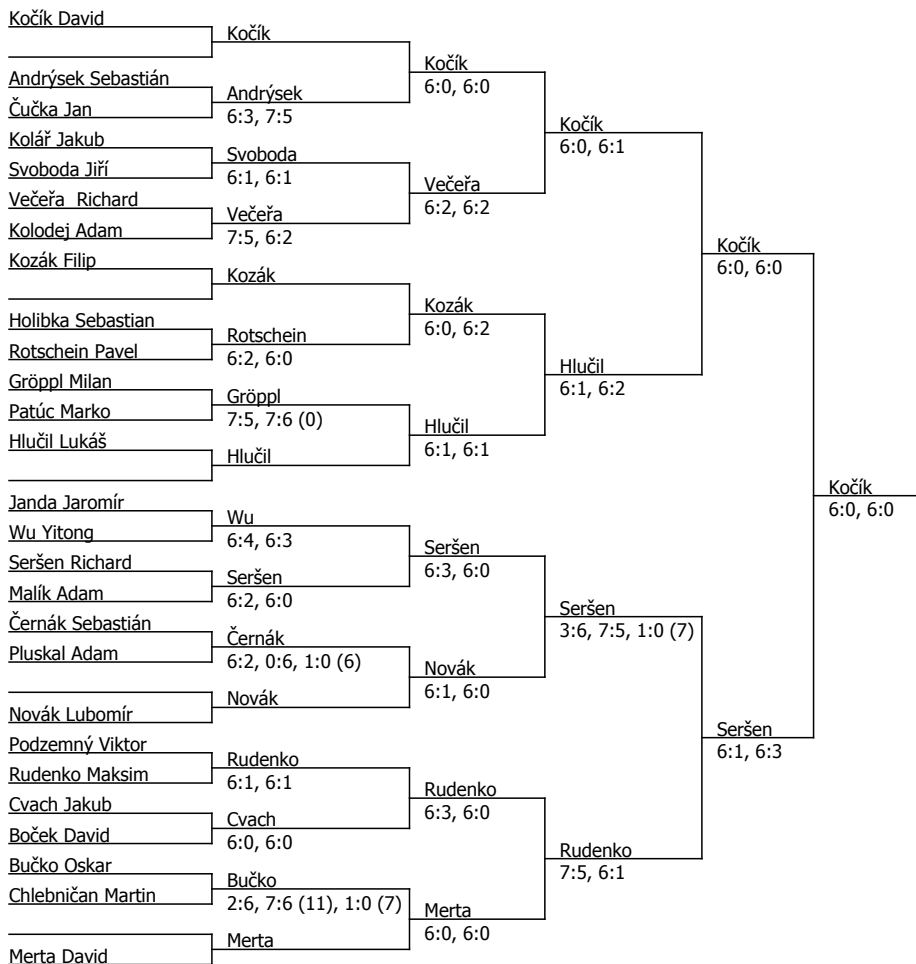 Kočík David
Andrýsek Sebastián
Čučka Jan
Kolář Jakub
Svoboda Jiří
Večeřa  Richard
Kolodej Adam
Kozák Filip
Holibka Sebastian
Rotschein Pavel
Gröppl Milan
Patúc Marko
Hlučil Lukáš
Janda Jaromír
Wu Yitong
Seršen Richard
Malík Adam
Černák Sebastián
Pluskal Adam
Novák Lubomír
Podzemný Viktor
Rudenko Maksim
Cvach Jakub
Boček David
Bučko Oskar
Chlebničan Martin
Merta David
Kočík
Andrýsek
6:3, 7:5
Svoboda
6:1, 6:1
Večeřa
7:5, 6:2
Kozák
Rotschein
6:2, 6:0
Gröppl
7:5, 7:6 (0)
Hlučil
Wu
6:4, 6:3
Seršen
6:2, 6:0
Černák
6:2, 0:6, 1:0 (6)
Novák
Rudenko
6:1, 6:1
Cvach
6:0, 6:0
Bučko
2:6, 7:6 (11), 1:0 (7)
Merta
Kočík
6:0, 6:0
Večeřa
6:2, 6:2
Kozák
6:0, 6:2
Hlučil
6:1, 6:1
Seršen
6:3, 6:0
Novák
6:1, 6:0
Rudenko
6:3, 6:0
Merta
6:0, 6:0
Kočík
6:0, 6:1
Hlučil
6:1, 6:2
Seršen
3:6, 7:5, 1:0 (7)
Rudenko
7:5, 6:1
Kočík
6:0, 6:0
Seršen
6:1, 6:3
Kočík
6:0, 6:0